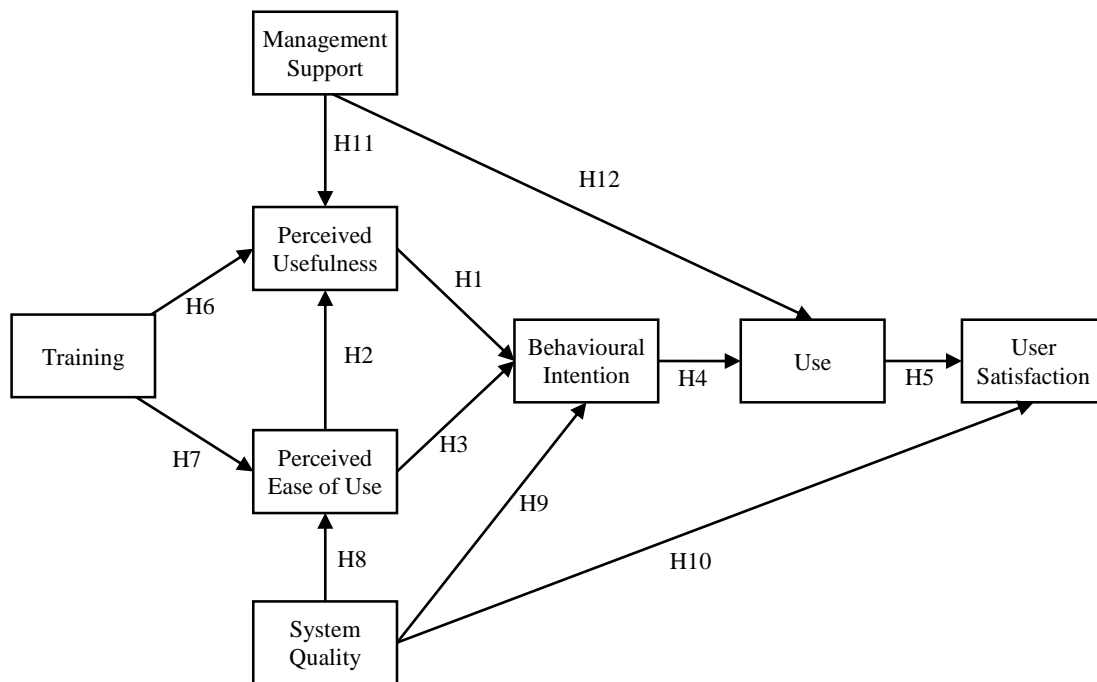 Management
Support
H11
H12
Perceived
Usefulness
H1
H6
Training
H2
Behavioural
Intention
H4
Use
H5
User
Satisfaction
H7
Perceived
Ease of Use
H3
H9
H8
H10
System
Quality